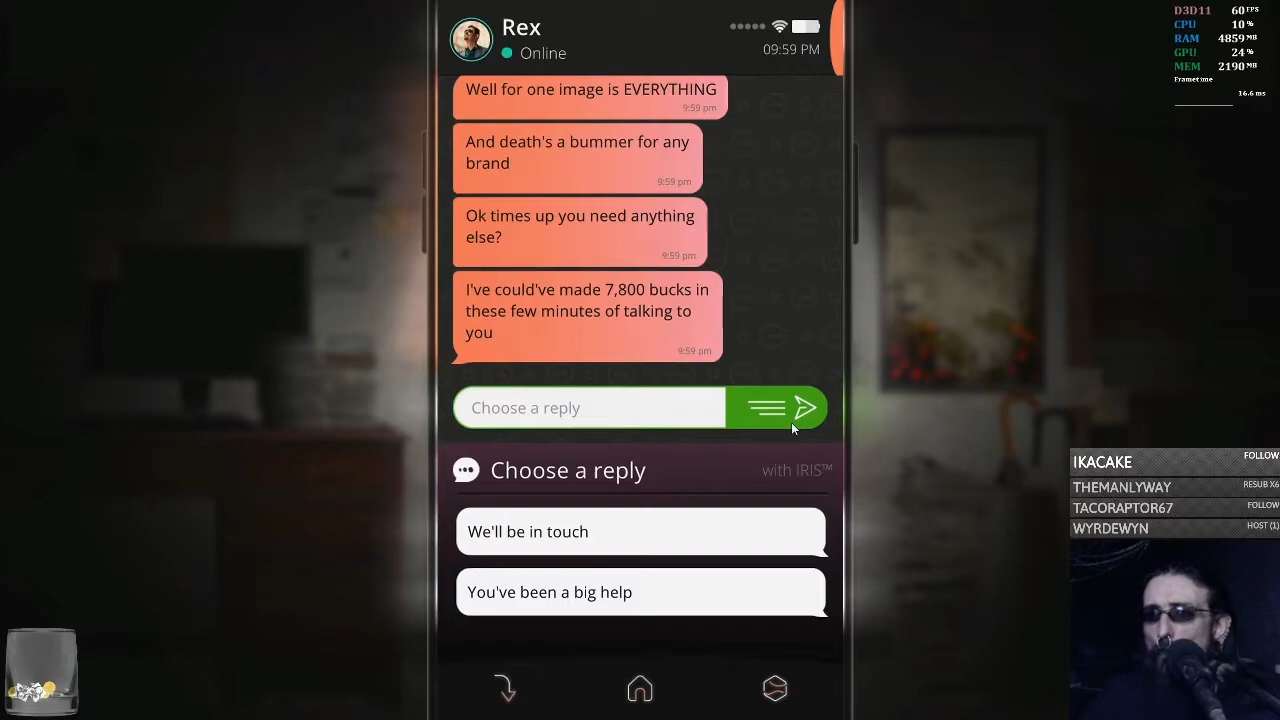 Rex
Online
09:59 PM
Well for one image is EVERYTHING
9:59 pm
And death's a bummer for any
brand
9:59 pm
Ok times up you need anything
else?
9:59 pm
I've could've made 7,800 bucks in
these few minutes of talking to
you
9:59 pm
Choose a reply
Choose a reply
with IRIS™
We'll be in touch
You've been a big help
D3D11 60 FPS
CPU 10 %
RAM 4859 MB
GPU 24 %
MEM 2190 MB
Frametime
16.6 ms
IKACAKE FOLLOW
THEMANLYWAY RESUB X6
TACORAPTOR67 FOLLOW
WYRDEWYN HOST (1)